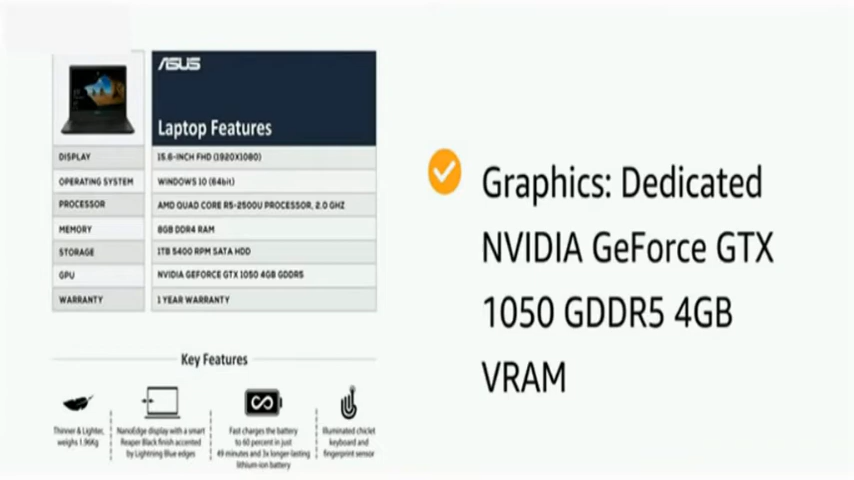 ASUS
Laptop Features
DISPLAY 15.6-INCH FHD (1920X1080)
OPERATING SYSTEM WINDOWS 10 (64bit)
PROCESSOR AMD QUAD CORE R5-2500U PROCESSOR, 2.0 GHZ
MEMORY 8GB DDR4 RAM
STORAGE 1TB 5400 RPM SATA HDD
GPU NVIDIA GEFORCE GTX 1050 4GB GDDR5
WARRANTY 1 YEAR WARRANTY
Key Features
Thinner & Lighter,
weighs 1.96Kg
NanoEdge display with a smart
Reaper Black finish accented
by Lightning Blue edges
Fast charges the battery
to 60 percent in just
49 minutes and 3x longer-lasting
lithium-ion battery
Illuminated chiclet
keyboard and
fingerprint sensor
Graphics: Dedicated
NVIDIA GeForce GTX
1050 GDDR5 4GB
VRAM